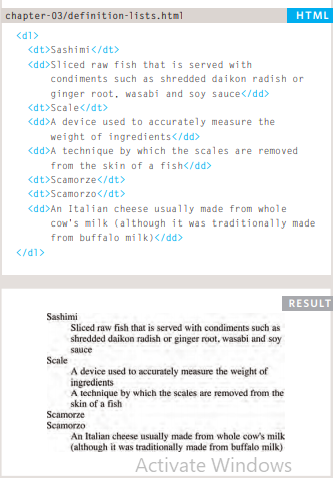 chapter-03/definition-lists.html HTML
<dl>
<dt>Sashimi</dt>
<dd>Sliced raw fish that is served with
condiments such as shredded daikon radish or
ginger root, wasabi and soy sauce</dd>
<dt>Scale</dt>
<dd>A device used to accurately measure the
weight of ingredients</dd>
<dd>A technique by which the scales are removed
from the skin of a fish</dd>
<dt>Scamorze</dt>
<dt>Scamorzo</dt>
<dd>An Italian cheese usually made from whole
cow's milk (although it was traditionally made
from buffalo milk)</dd>
</dl>
RESULT
Sashimi
Sliced raw fish that is served with condiments such as
shredded daikon radish or ginger root, wasabi and soy
sauce
Scale
A device used to accurately measure the weight of
ingredients
A technique by which the scales are removed from the
skin of a fish
Scamorze
Scamorzo
An Italian cheese usually made from whole cow's milk
(although it was traditionally made from buffalo milk)
Activate Windows